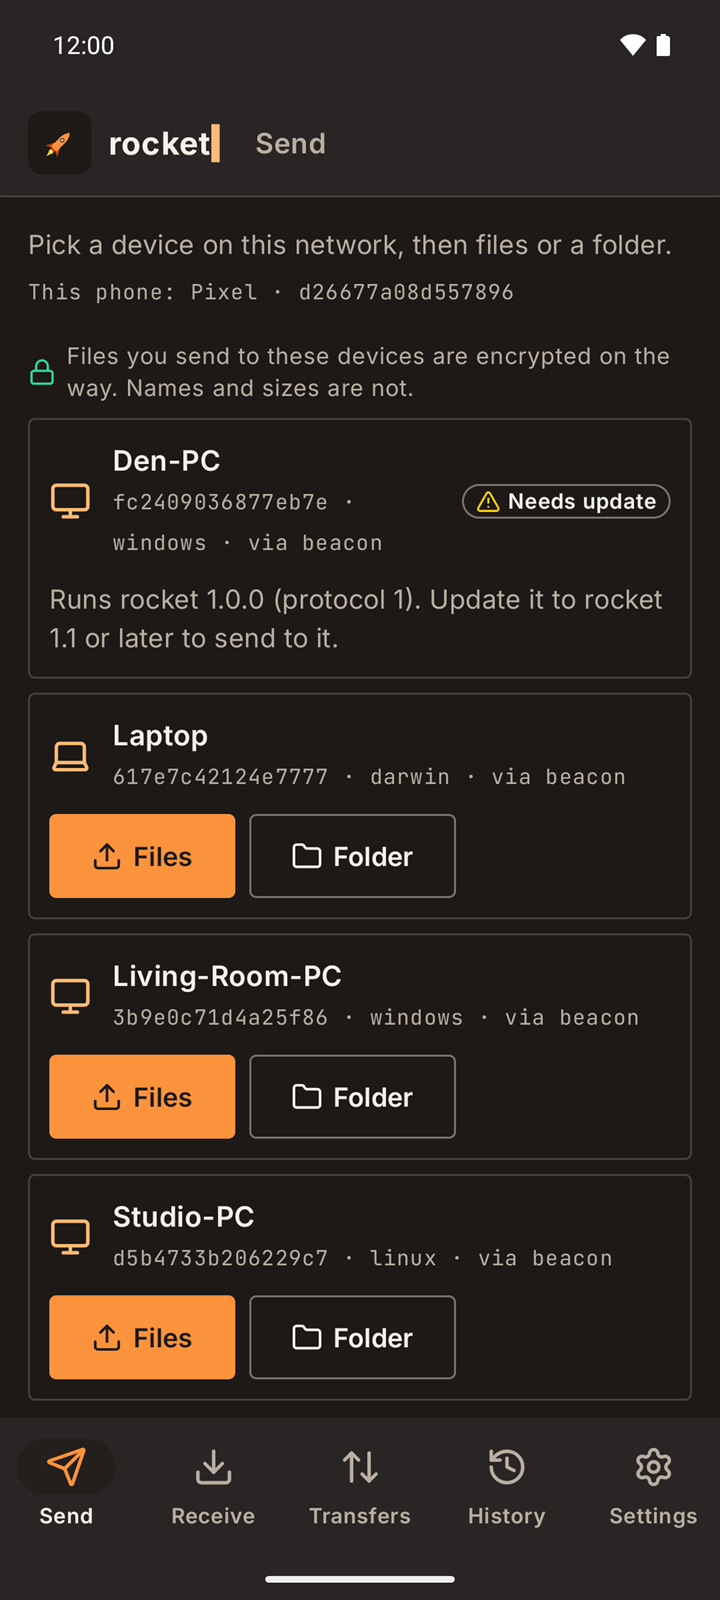 12:00
rocket Send
Pick a device on this network, then files or a folder.
This phone: Pixel · d26677a08d557896
Files you send to these devices are encrypted on the
way. Names and sizes are not.
Den-PC
fc2409036877eb7e ·
windows · via beacon
Needs update
Runs rocket 1.0.0 (protocol 1). Update it to rocket
1.1 or later to send to it.
Laptop
617e7c42124e7777 · darwin · via beacon
Files Folder
Living-Room-PC
3b9e0c71d4a25f86 · windows · via beacon
Files Folder
Studio-PC
d5b4733b206229c7 · linux · via beacon
Files Folder
Send Receive Transfers History Settings